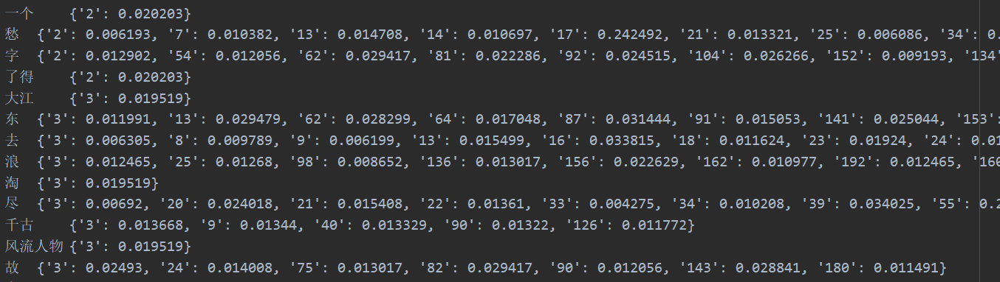 一个 {'2': 0.020203}
愁 {'2': 0.006193, '7': 0.010382, '13': 0.014708, '14': 0.010697, '17': 0.242492, '21': 0.013321, '25': 0.006086, '34': 0.
字 {'2': 0.012902, '54': 0.012056, '62': 0.029417, '81': 0.022286, '92': 0.024515, '104': 0.026266, '152': 0.009193, '134'
了得 {'2': 0.020203}
大江 {'3': 0.019519}
东 {'3': 0.011991, '13': 0.029479, '62': 0.028299, '64': 0.017048, '87': 0.031444, '91': 0.015053, '141': 0.025044, '153':
去 {'3': 0.006305, '8': 0.009789, '9': 0.006199, '13': 0.015499, '16': 0.033815, '18': 0.011624, '23': 0.01924, '24': 0.01
浪 {'3': 0.012465, '25': 0.01268, '98': 0.008652, '136': 0.013017, '156': 0.022629, '162': 0.010977, '192': 0.012465, '160
淘 {'3': 0.019519}
尽 {'3': 0.00692, '20': 0.024018, '21': 0.015408, '22': 0.01361, '33': 0.004275, '34': 0.010208, '39': 0.034025, '55': 0.2
千古 {'3': 0.013668, '9': 0.01344, '40': 0.013329, '90': 0.01322, '126': 0.011772}
风流人物 {'3': 0.019519}
故 {'3': 0.02493, '24': 0.014008, '75': 0.013017, '82': 0.029417, '90': 0.012056, '143': 0.028841, '180': 0.011491}